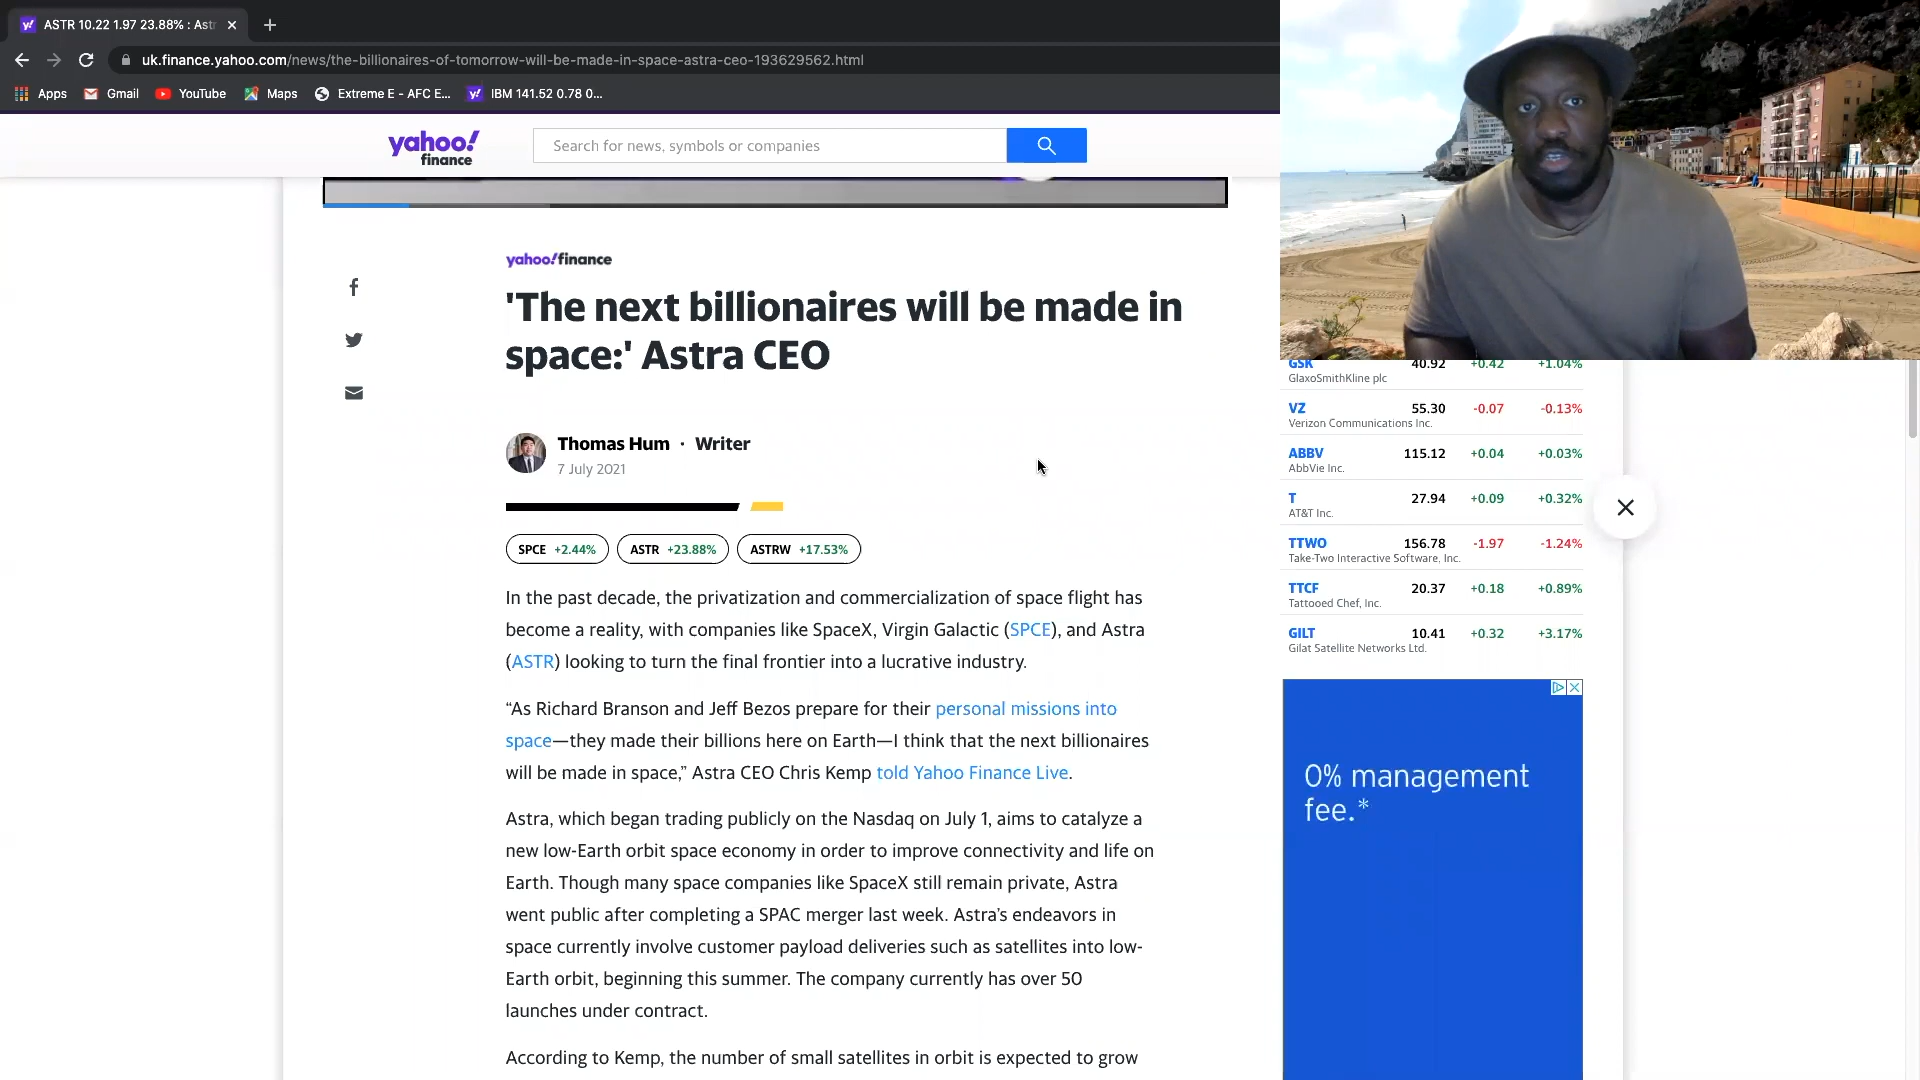 ASTR 10.22 1.97 23.88% : Ast
uk.finance.yahoo.com/news/the-billionaires-of-tomorrow-will-be-made-in-space-astra-ceo-193629562.html
Apps Gmail YouTube Maps Extreme E - AFC E... IBM 141.52 0.78 0...
yahoo!
finance
Search for news, symbols or companies
yahoo!finance
'The next billionaires will be made in
space:' Astra CEO
Thomas Hum · Writer
7 July 2021
SPCE +2.44% ASTR +23.88% ASTRW +17.53%
In the past decade, the privatization and commercialization of space flight has
become a reality, with companies like SpaceX, Virgin Galactic (SPCE), and Astra
(ASTR) looking to turn the final frontier into a lucrative industry.
“As Richard Branson and Jeff Bezos prepare for their personal missions into
space—they made their billions here on Earth—I think that the next billionaires
will be made in space,” Astra CEO Chris Kemp told Yahoo Finance Live.
Astra, which began trading publicly on the Nasdaq on July 1, aims to catalyze a
new low-Earth orbit space economy in order to improve connectivity and life on
Earth. Though many space companies like SpaceX still remain private, Astra
went public after completing a SPAC merger last week. Astra’s endeavors in
space currently involve customer payload deliveries such as satellites into low-
Earth orbit, beginning this summer. The company currently has over 50
launches under contract.
According to Kemp, the number of small satellites in orbit is expected to grow
GSK 40.92 +0.42 +1.04%
GlaxoSmithKline plc
VZ 55.30 -0.07 -0.13%
Verizon Communications Inc.
ABBV 115.12 +0.04 +0.03%
AbbVie Inc.
T 27.94 +0.09 +0.32%
AT&T Inc.
TTWO 156.78 -1.97 -1.24%
Take-Two Interactive Software, Inc.
TTCF 20.37 +0.18 +0.89%
Tattooed Chef, Inc.
GILT 10.41 +0.32 +3.17%
Gilat Satellite Networks Ltd.
0% management
fee.*